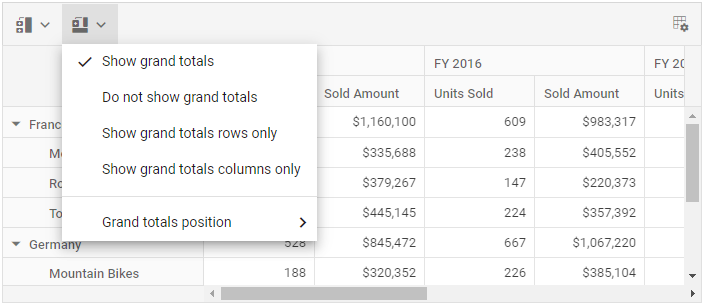 Show grand totals
Do not show grand totals
Show grand totals rows only
Show grand totals columns only
Grand totals position
FY 2016 FY 20
Sold Amount Units Sold Sold Amount Units
Franc $1,160,100 609 $983,317
$335,688 238 $405,552
Ro $379,267 147 $220,373
To $445,145 224 $357,392
Germany 528 $845,472 667 $1,067,220
Mountain Bikes 188 $320,352 226 $385,104